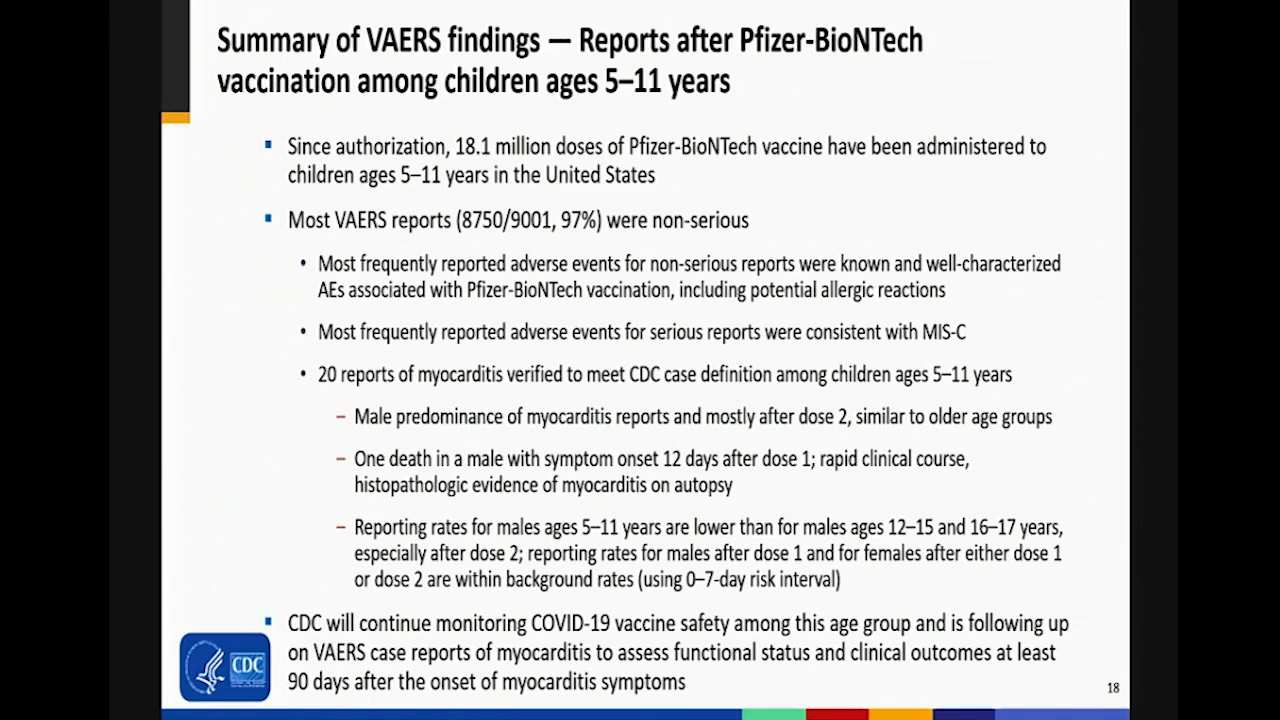 Summary of VAERS findings — Reports after Pfizer-BioNTech
vaccination among children ages 5–11 years
▪ Since authorization, 18.1 million doses of Pfizer-BioNTech vaccine have been administered to
children ages 5–11 years in the United States
▪ Most VAERS reports (8750/9001, 97%) were non-serious
• Most frequently reported adverse events for non-serious reports were known and well-characterized
AEs associated with Pfizer-BioNTech vaccination, including potential allergic reactions
• Most frequently reported adverse events for serious reports were consistent with MIS-C
• 20 reports of myocarditis verified to meet CDC case definition among children ages 5–11 years
– Male predominance of myocarditis reports and mostly after dose 2, similar to older age groups
– One death in a male with symptom onset 12 days after dose 1; rapid clinical course,
histopathologic evidence of myocarditis on autopsy
– Reporting rates for males ages 5–11 years are lower than for males ages 12–15 and 16–17 years,
especially after dose 2; reporting rates for males after dose 1 and for females after either dose 1
or dose 2 are within background rates (using 0–7-day risk interval)
▪ CDC will continue monitoring COVID-19 vaccine safety among this age group and is following up
on VAERS case reports of myocarditis to assess functional status and clinical outcomes at least
90 days after the onset of myocarditis symptoms
CDC
18